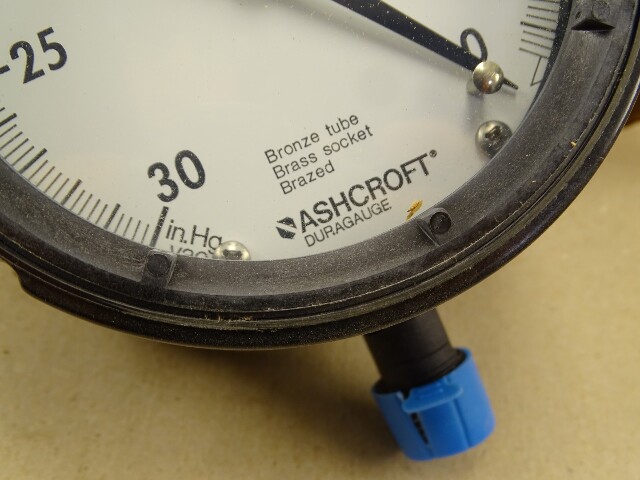 -25
0
30
in.Hg
Bronze tube
Brass socket
Brazed
ASHCROFT®
DURAGAUGE